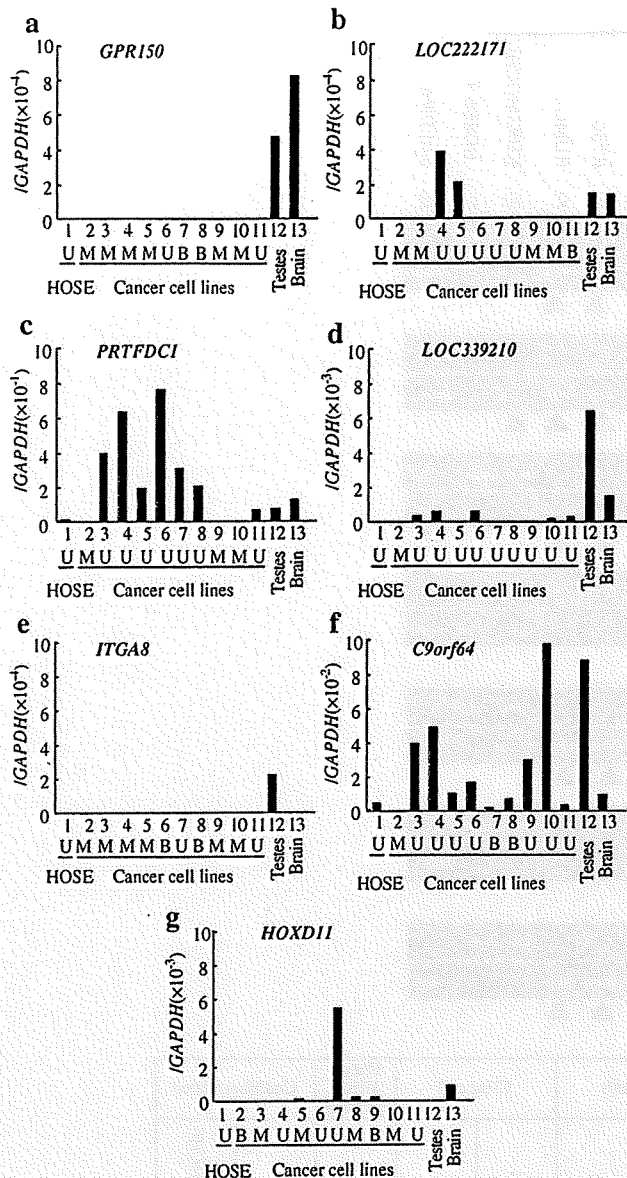 a
GPR150
/GAPDH(×10⁻⁴)
10
8
6
4
2
0
1 2 3 4 5 6 7 8 9 10 11 12 13
U M M M M U B B M M U
HOSE Cancer cell lines Testes Brain
b
LOC222171
/GAPDH(×10⁻⁴)
10
8
6
4
2
0
1 2 3 4 5 6 7 8 9 10 11 12 13
U M M U U U U U M M B
HOSE Cancer cell lines Testes Brain
c
PRTFDC1
/GAPDH(×10⁻¹)
10
8
6
4
2
0
1 2 3 4 5 6 7 8 9 10 11 12 13
U M U U U U U U M M U
HOSE Cancer cell lines Testes Brain
d
LOC339210
/GAPDH(×10⁻³)
10
8
6
4
2
0
1 2 3 4 5 6 7 8 9 10 11 12 13
U M U U U U U U U U U
HOSE Cancer cell lines Testes Brain
e
ITGA8
/GAPDH(×10⁻¹)
10
8
6
4
2
0
1 2 3 4 5 6 7 8 9 10 11 12 13
U M M M M B U B M M U
HOSE Cancer cell lines Testes Brain
f
C9orf64
/GAPDH(×10⁻²)
10
8
6
4
2
0
1 2 3 4 5 6 7 8 9 10 11 12 13
U M U U U U B B U U U
HOSE Cancer cell lines Testes Brain
g
HOXD11
/GAPDH(×10⁻³)
10
8
6
4
2
0
1 2 3 4 5 6 7 8 9 10 11 12 13
U B M U M U U M B M U
HOSE Cancer cell lines Testes Brain